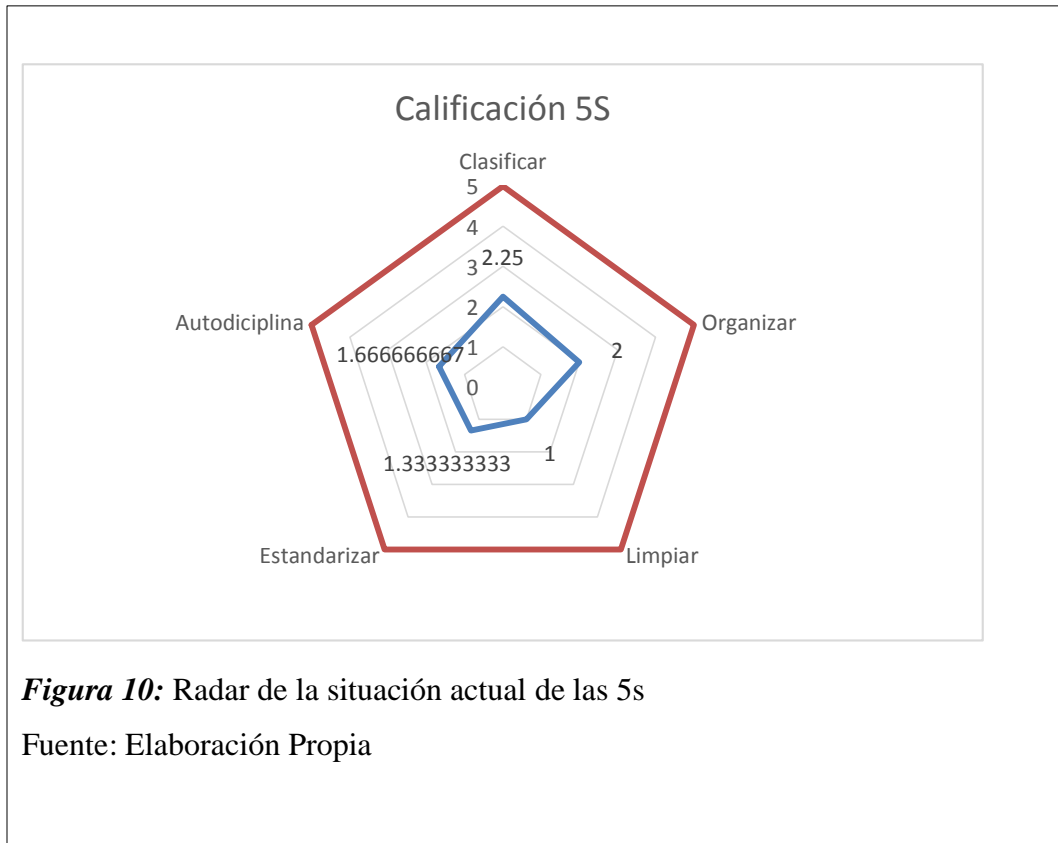 Calificación 5S
Clasificar
5
4
2.25
3
2
Autodiciplina
Organizar
1.666666667
1
2
0
1.333333333
1
Estandarizar
Limpiar
Figura 10: Radar de la situación actual de las 5s
Fuente: Elaboración Propia